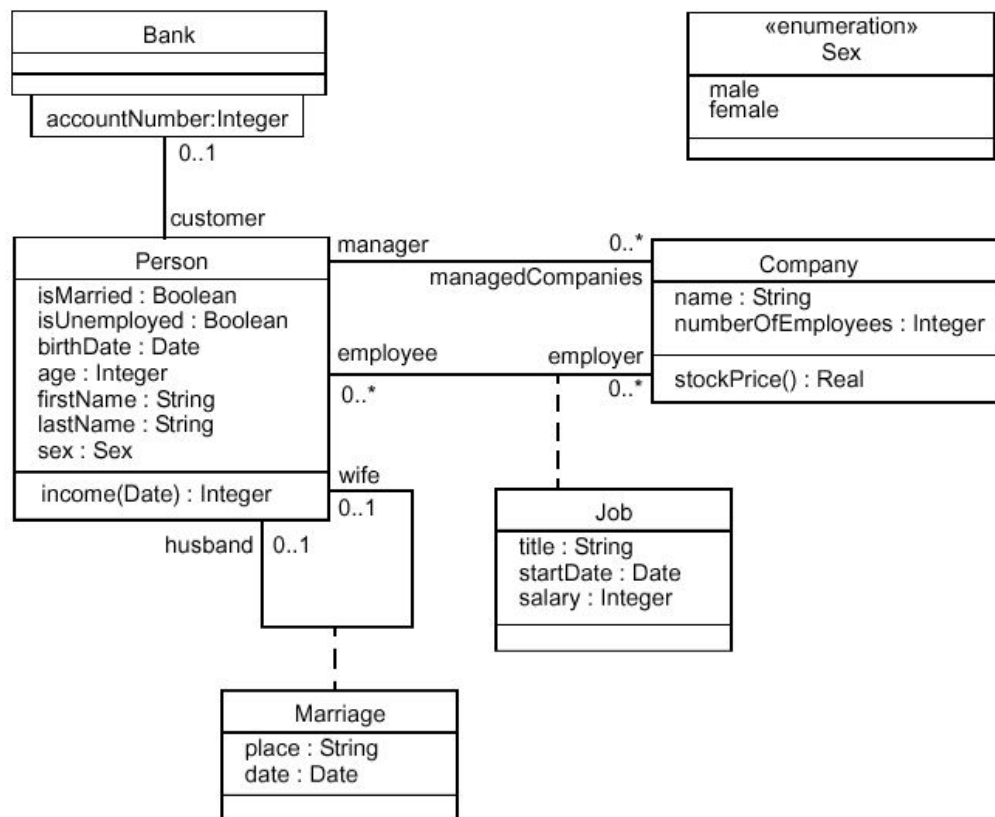 Bank
accountNumber:Integer
0..1
customer
«enumeration»
Sex
male
female
Person
isMarried : Boolean
isUnemployed : Boolean
birthDate : Date
age : Integer
firstName : String
lastName : String
sex : Sex
income(Date) : Integer
manager
0..*
managedCompanies
employee
employer
0..*
0..*
Company
name : String
numberOfEmployees : Integer
stockPrice() : Real
wife
0..1
husband
0..1
Job
title : String
startDate : Date
salary : Integer
Marriage
place : String
date : Date